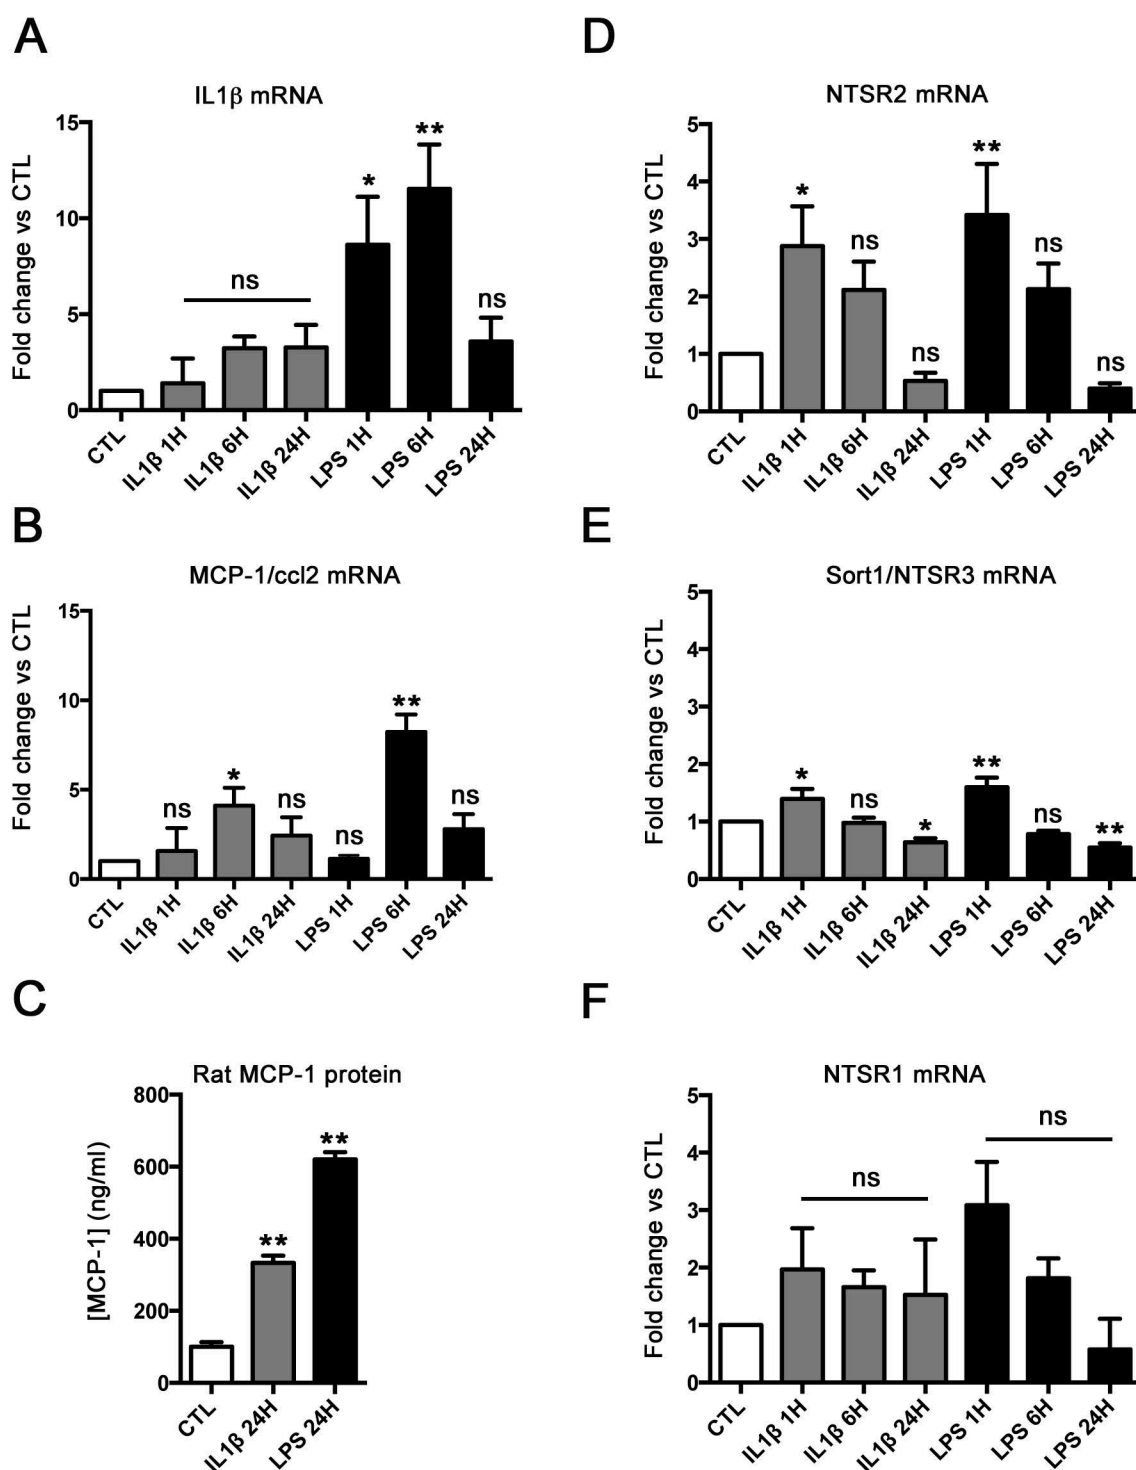 A
IL1β mRNA
Fold change vs CTL
15
10
5
0
ns
*
**
ns
CTL
IL1β 1H
IL1β 6H
IL1β 24H
LPS 1H
LPS 6H
LPS 24H
B
MCP-1/ccl2 mRNA
Fold change vs CTL
15
10
5
0
ns
*
ns
ns
**
ns
CTL
IL1β 1H
IL1β 6H
IL1β 24H
LPS 1H
LPS 6H
LPS 24H
C
Rat MCP-1 protein
[MCP-1] (ng/ml)
800
600
400
200
0
**
**
CTL
IL1β 24H
LPS 24H
D
NTSR2 mRNA
Fold change vs CTL
5
4
3
2
1
0
*
ns
ns
**
ns
ns
CTL
IL1β 1H
IL1β 6H
IL1β 24H
LPS 1H
LPS 6H
LPS 24H
E
Sort1/NTSR3 mRNA
Fold change vs CTL
5
4
3
2
1
0
*
ns
*
**
ns
**
CTL
IL1β 1H
IL1β 6H
IL1β 24H
LPS 1H
LPS 6H
LPS 24H
F
NTSR1 mRNA
Fold change vs CTL
5
4
3
2
1
0
ns
ns
CTL
IL1β 1H
IL1β 6H
IL1β 24H
LPS 1H
LPS 6H
LPS 24H